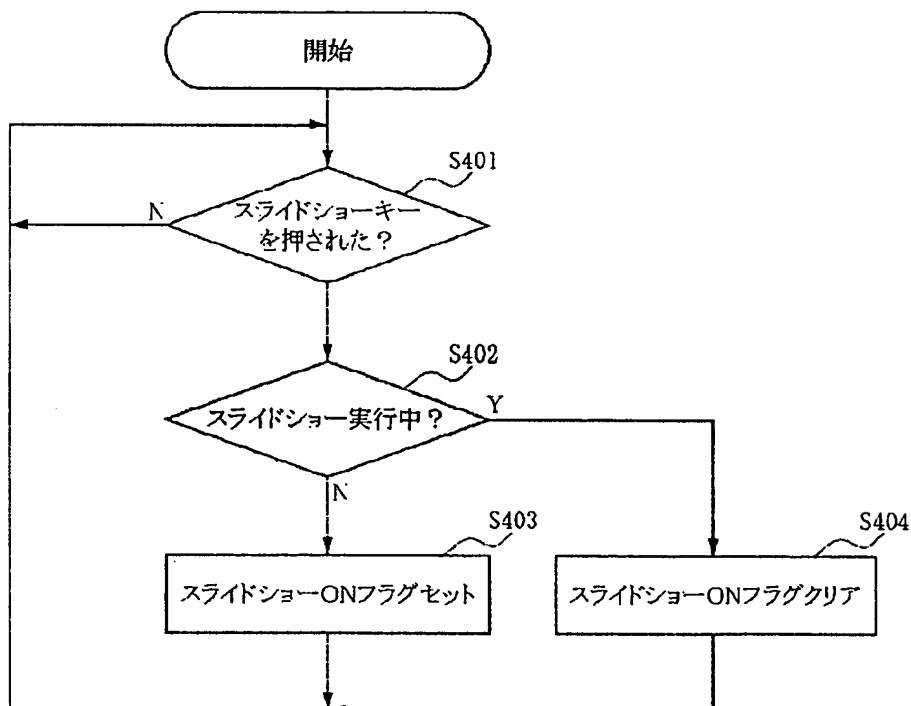 開始
S401
N
スライドショーキー
を押された？
S402
スライドショー実行中？
Y
N
S403
スライドショーONフラグセット
S404
スライドショーONフラグクリア